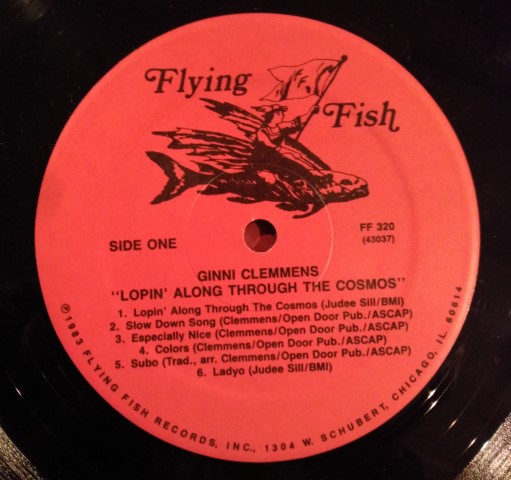 Flying
Fish
SIDE ONE
FF 320
(43037)
GINNI CLEMMENS
"LOPIN' ALONG THROUGH THE COSMOS"
1. Lopin' Along Through The Cosmos (Judee Sill/BMI)
2. Slow Down Song (Clemmens/Open Door Pub./ASCAP)
3. Especially Nice (Clemmens/Open Door Pub./ASCAP)
4. Colors (Clemmens/Open Door Pub./ASCAP)
5. Subo (Trad., arr. Clemmens/Open Door Pub./ASCAP)
6. Ladyo (Judee Sill/BMI)
℗ 1983 FLYING FISH RECORDS, INC., 1304 W. SCHUBERT, CHICAGO, IL. 60614